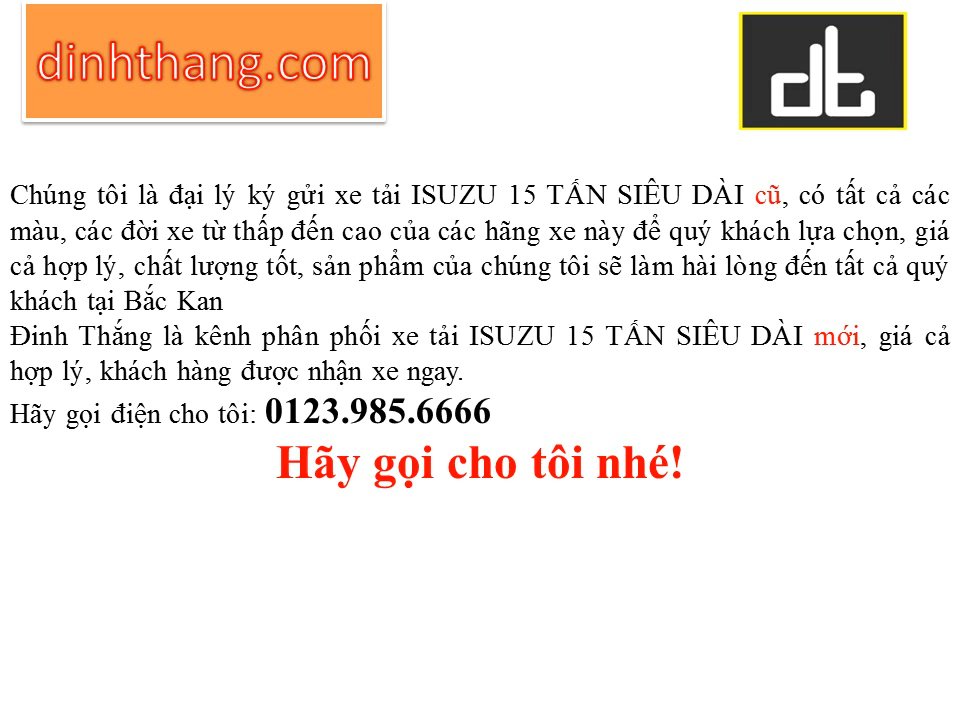 dinhthang.com
dt
Chúng tôi là đại lý ký gửi xe tải ISUZU 15 TẤN SIÊU DÀI cũ, có tất cả các
màu, các đời xe từ thấp đến cao của các hãng xe này để quý khách lựa chọn, giá
cả hợp lý, chất lượng tốt, sản phẩm của chúng tôi sẽ làm hài lòng đến tất cả quý
khách tại Bắc Kan
Đinh Thắng là kênh phân phối xe tải ISUZU 15 TẤN SIÊU DÀI mới, giá cả
hợp lý, khách hàng được nhận xe ngay.
Hãy gọi điện cho tôi: 0123.985.6666
Hãy gọi cho tôi nhé!